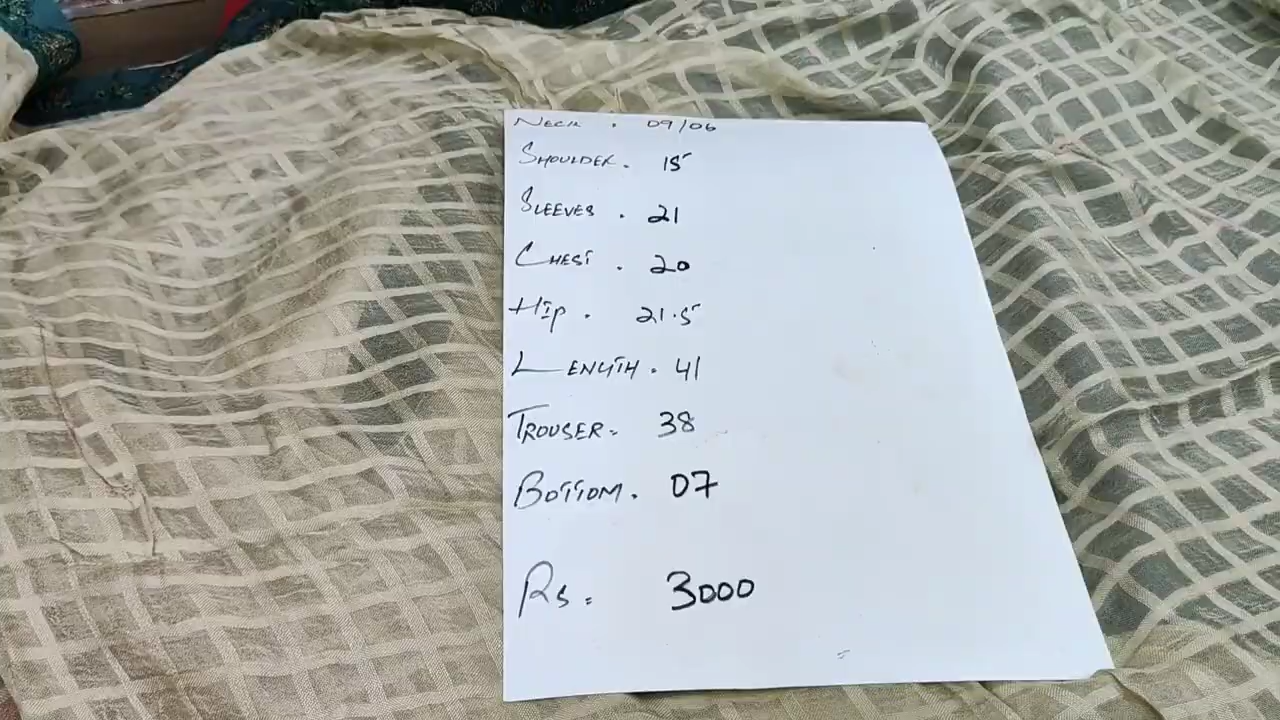 NECK . 09/06
SHOULDER . 15
SLEEVES . 21
CHEST . 20
Hip . 21.5
LENGTH . 41
TROUSER = 38
BOTTOM . 07
Rs = 3000